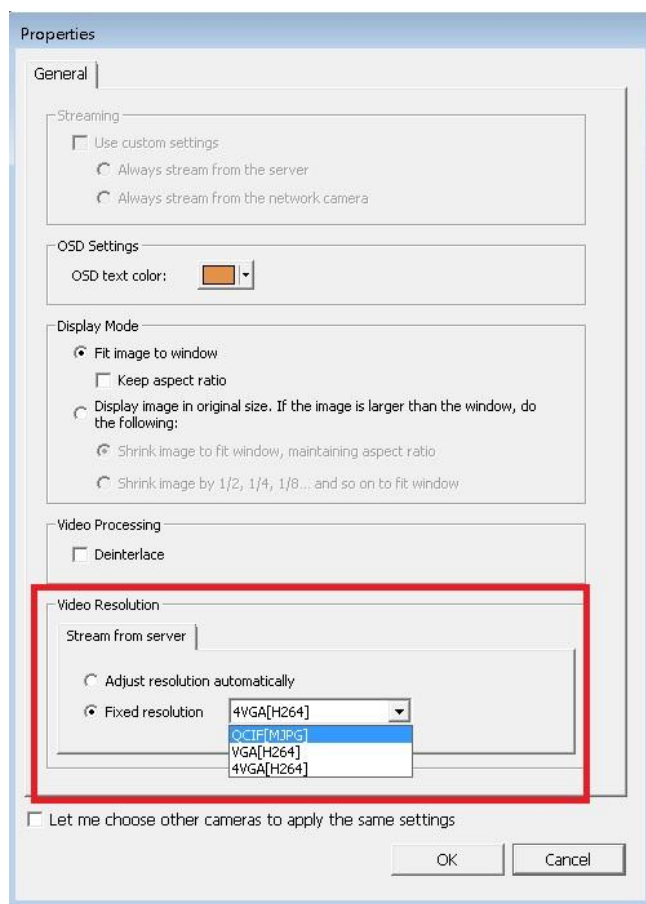 Properties
General
Streaming
Use custom settings
Always stream from the server
Always stream from the network camera
OSD Settings
OSD text color:
Display Mode
Fit image to window
Keep aspect ratio
Display image in original size. If the image is larger than the window, do
the following:
Shrink image to fit window, maintaining aspect ratio
Shrink image by 1/2, 1/4, 1/8... and so on to fit window
Video Processing
Deinterlace
Video Resolution
Stream from server
Adjust resolution automatically
Fixed resolution 4VGA[H264]
QCIF[MJPG]
VGA[H264]
4VGA[H264]
Let me choose other cameras to apply the same settings
OK Cancel